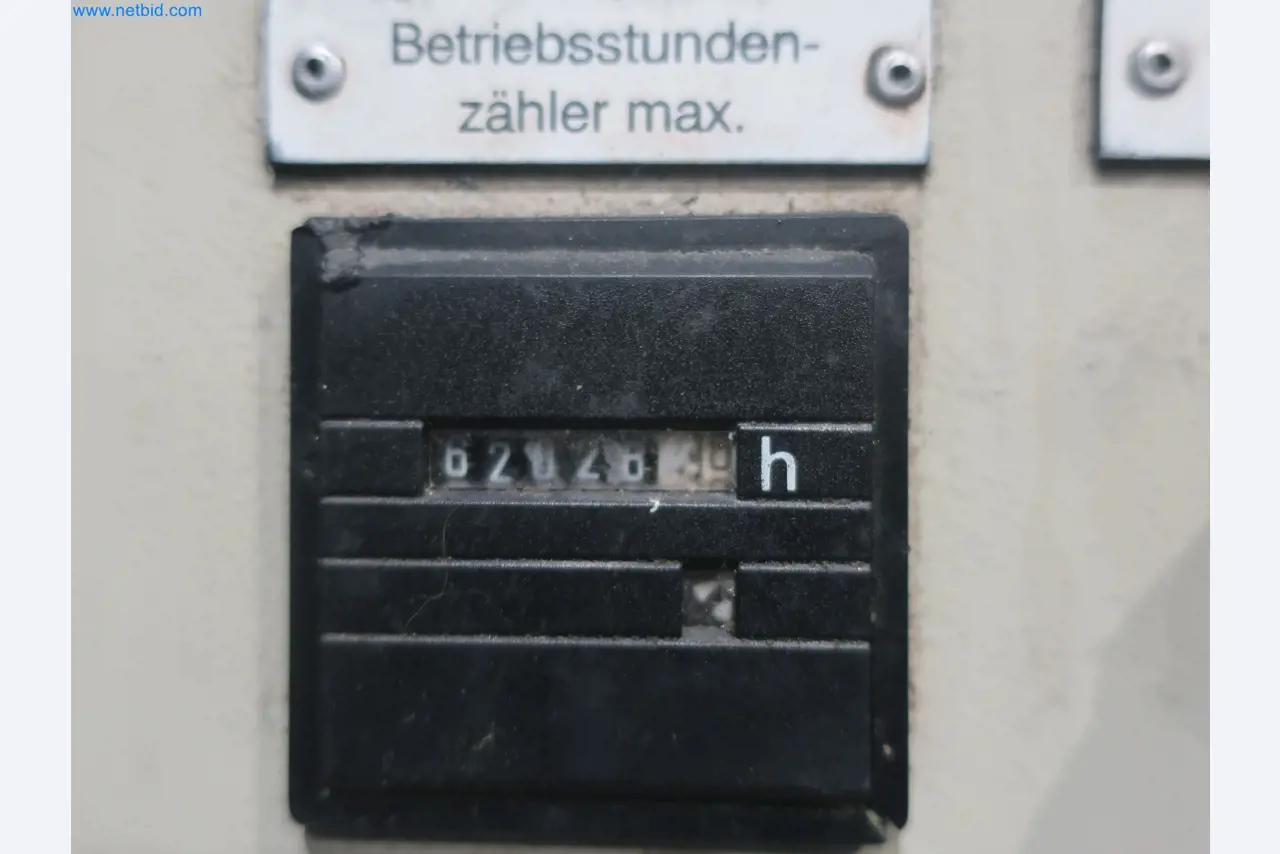 www.netbid.com
Betriebsstunden-
zähler max.
h